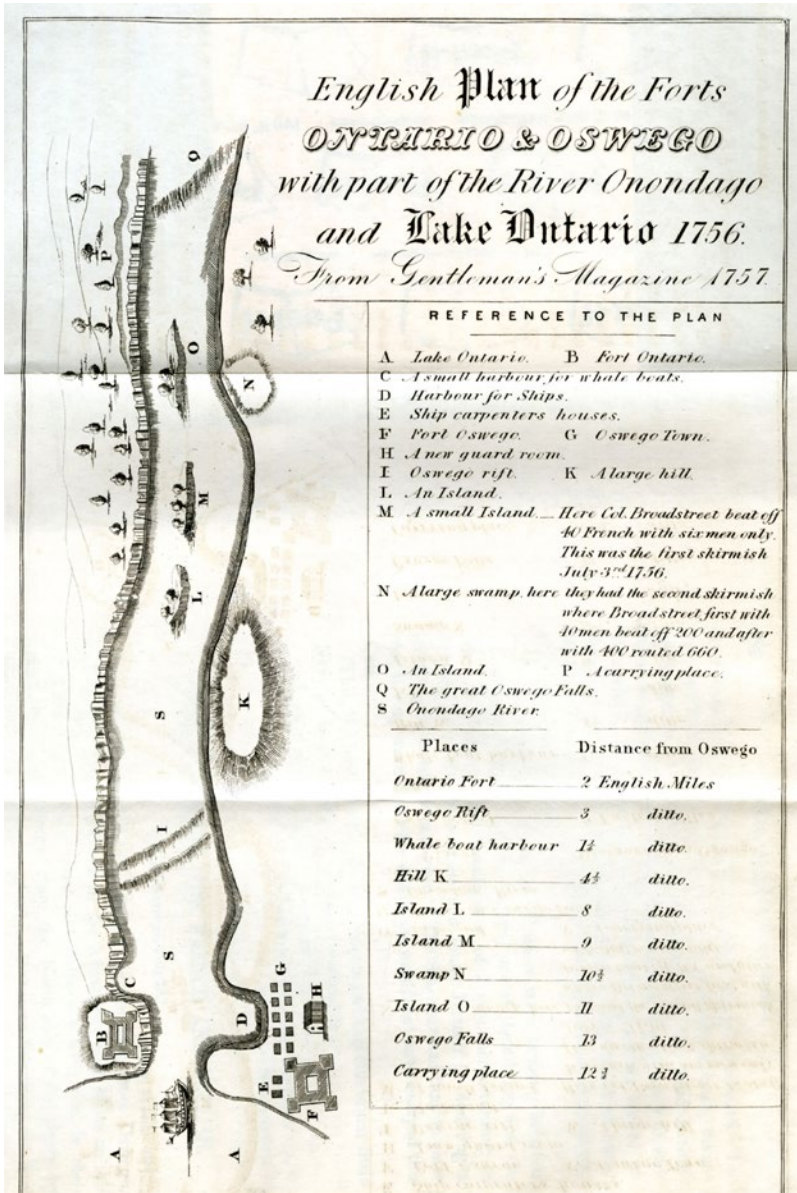 English Plan of the Forts
ONTARIO & OSWEGO
with part of the River Onondago
and Lake Ontario 1756.
From Gentleman's Magazine 1757.
REFERENCE TO THE PLAN
A Lake Ontario. B Fort Ontario.
C A small harbour for whale boats.
D Harbour for Ships.
E Ship carpenters houses.
F Fort Oswego. G Oswego Town.
H A new guard room.
I Oswego rift. K A large hill.
L An Island.
M A small Island. Here Col. Broadstreet beat off
40 French with six men only.
This was the first skirmish
July 3rd 1756.
N A large swamp, here they had the second skirmish
where Broadstreet first with
40 men beat off 200 and after
with 400 routed 660.
O An Island. P A carrying place.
Q The great Oswego Falls.
S Onondago River.
Places Distance from Oswego
Ontario Fort 2 English Miles
Oswego Rift 3 ditto.
Whale boat harbour ditto.
Hill K 4½ ditto.
Island L 8 ditto.
Island M 9 ditto.
Swamp N ditto.
Island O 11 ditto.
Oswego Falls 13 ditto.
Carrying place 12¾ ditto.
Q
P
O
N
M
L
K
S
I
S
C
B
D
G
H
E
F
A
A